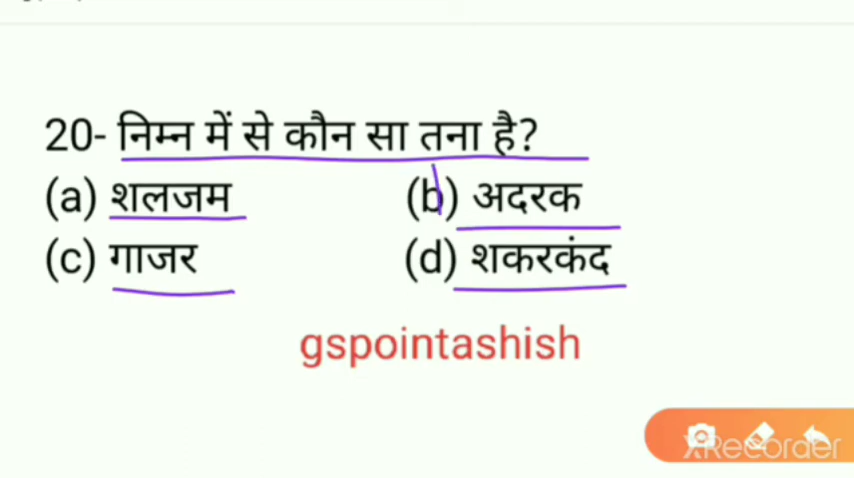 20- निम्न में से कौन सा तना है?
(a) शलजम (b) अदरक
(c) गाजर (d) शकरकंद
gspointashish
XRecorder